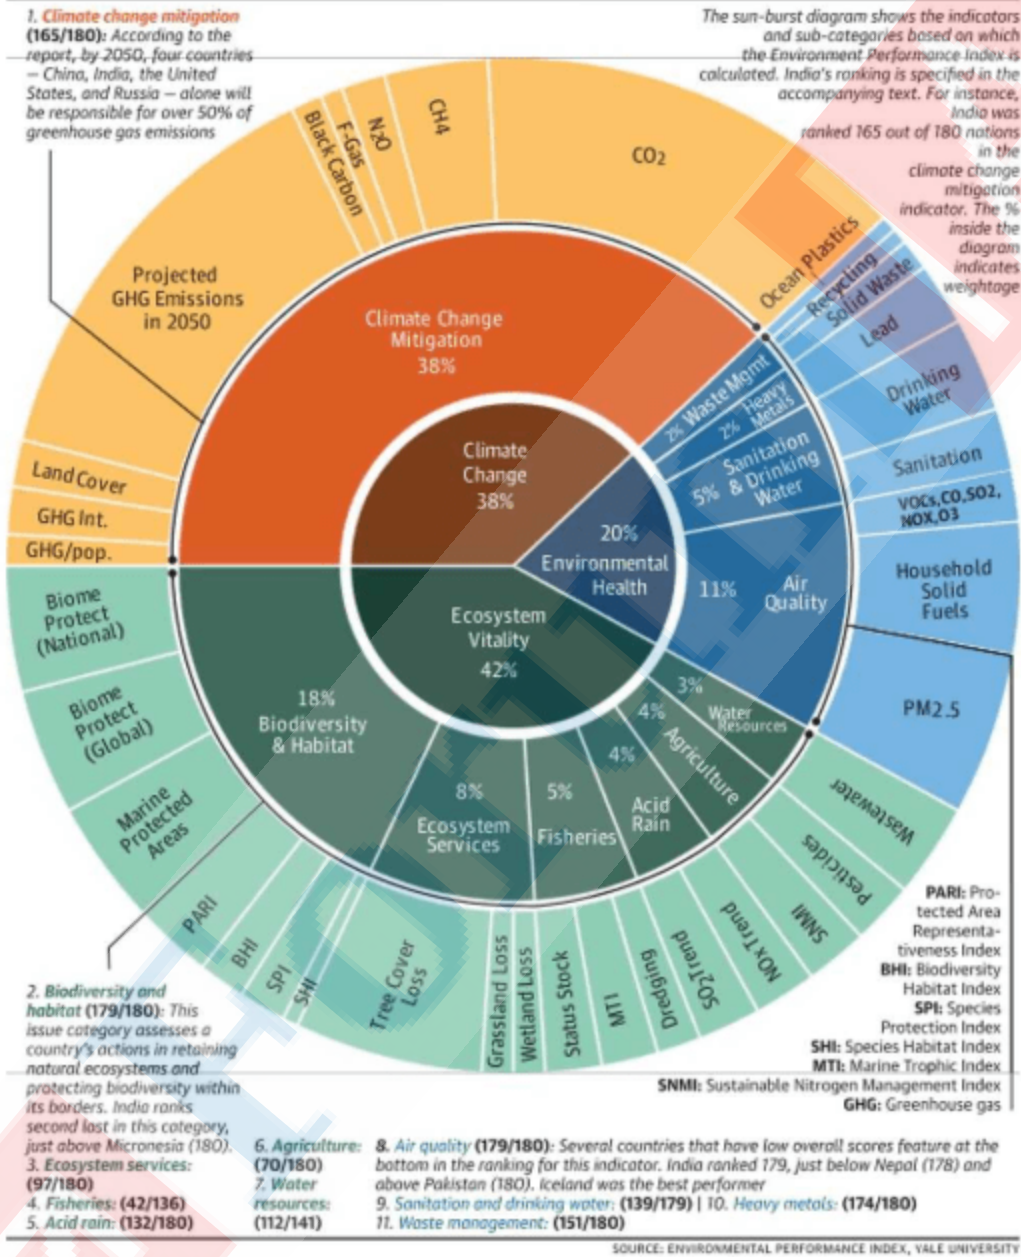 1. Climate change mitigation
(165/180): According to the
report, by 2050, four countries
— China, India, the United
States, and Russia — alone will
be responsible for over 50% of
greenhouse gas emissions
The sun-burst diagram shows the indicators
and sub-categories based on which
the Environment Performance Index is
calculated. India's ranking is specified in the
accompanying text. For instance,
India was
ranked 165 out of 180 nations
in the
climate change
mitigation
indicator. The %
inside the
diagram
indicates
weightage
Black Carbon
F-Gas
N2O
CH4
CO2
Projected
GHG Emissions
in 2050
Land Cover
GHG Int.
GHG/pop.
Climate Change
Mitigation
38%
Climate
Change
38%
Ocean Plastics
Recycling
Solid Waste
Lead
Drinking
Water
Sanitation
VOCs,CO,SO2,
NOX,O3
Household
Solid
Fuels
PM2.5
2% Waste Mgmt
2% Heavy
Metals
5% Sanitation
& Drinking
Water
11% Air
Quality
20%
Environmental
Health
Ecosystem
Vitality
42%
3%
Water
Resources
4%
Agriculture
4%
Acid
Rain
5%
Fisheries
8%
Ecosystem
Services
18%
Biodiversity
& Habitat
Biome
Protect
(National)
Biome
Protect
(Global)
Marine
Protected
Areas
PARI
BHI
SPI
SHI
Tree Cover
Loss
Grassland Loss
Wetland Loss
Status Stock
MTI
Dredging
SO2Trend
NOxTrend
SNMI
Pesticides
Wastewater
PARI: Pro-
tected Area
Representa-
tiveness Index
BHI: Biodiversity
Habitat Index
SPI: Species
Protection Index
SHI: Species Habitat Index
MTI: Marine Trophic Index
SNMI: Sustainable Nitrogen Management Index
GHG: Greenhouse gas
2. Biodiversity and
habitat (179/180): This
issue category assesses a
country's actions in retaining
natural ecosystems and
protecting biodiversity within
its borders. India ranks
second last in this category,
just above Micronesia (180).
3. Ecosystem services:
(97/180)
4. Fisheries: (42/136)
5. Acid rain: (132/180)
6. Agriculture:
(70/180)
7. Water
resources:
(112/141)
8. Air quality (179/180): Several countries that have low overall scores feature at the
bottom in the ranking for this indicator. India ranked 179, just below Nepal (178) and
above Pakistan (180). Iceland was the best performer
9. Sanitation and drinking water: (139/179) | 10. Heavy metals: (174/180)
11. Waste management: (151/180)
SOURCE: ENVIRONMENTAL PERFORMANCE INDEX, YALE UNIVERSITY